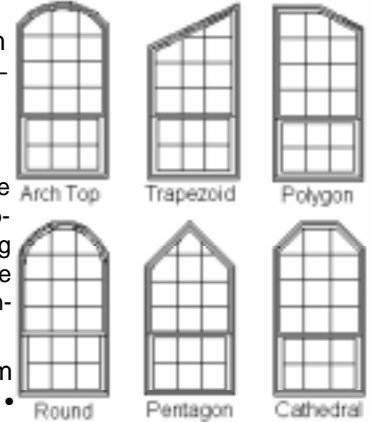 n
–
Arch Top Trapezoid Polygon
e
-
g
e
n-
m
•
Round Pentagon Cathedral